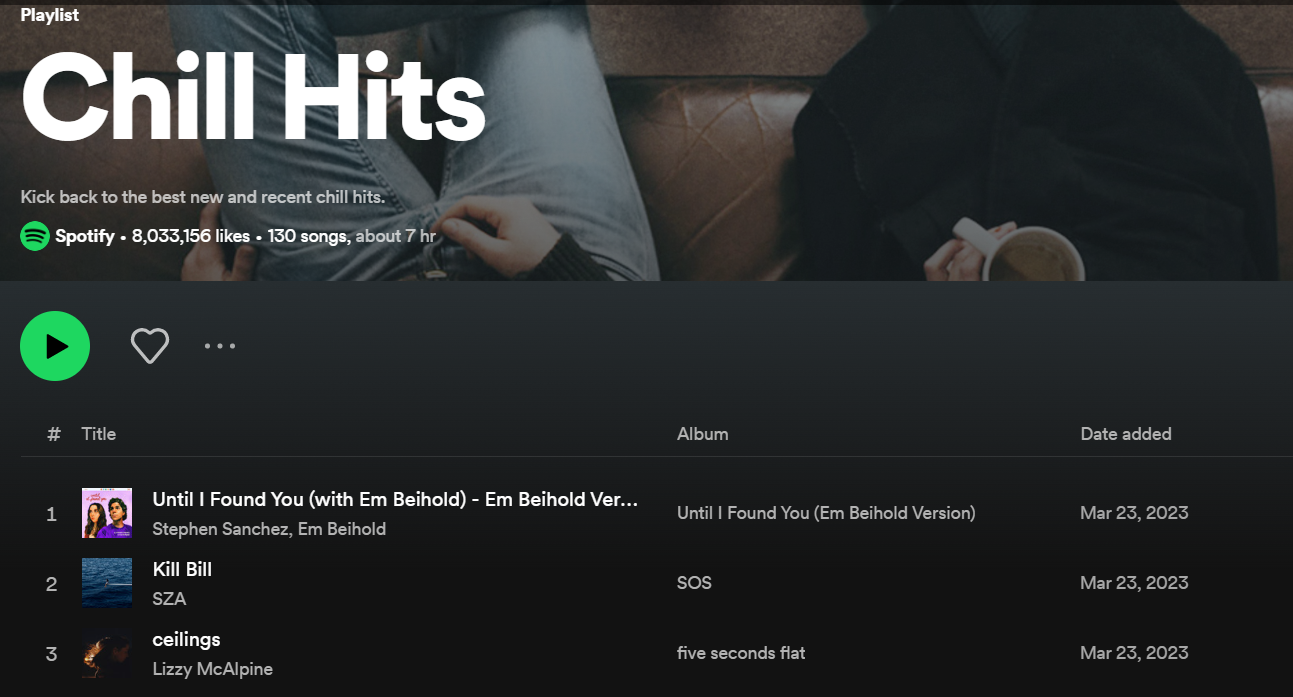 Playlist
Chill Hits
Kick back to the best new and recent chill hits.
Spotify • 8,033,156 likes • 130 songs, about 7 hr
# Title Album Date added
1 Until I Found You (with Em Beihold) - Em Beihold Ver... Until I Found You (Em Beihold Version) Mar 23, 2023
Stephen Sanchez, Em Beihold
2 Kill Bill SOS Mar 23, 2023
SZA
3 ceilings five seconds flat Mar 23, 2023
Lizzy McAlpine